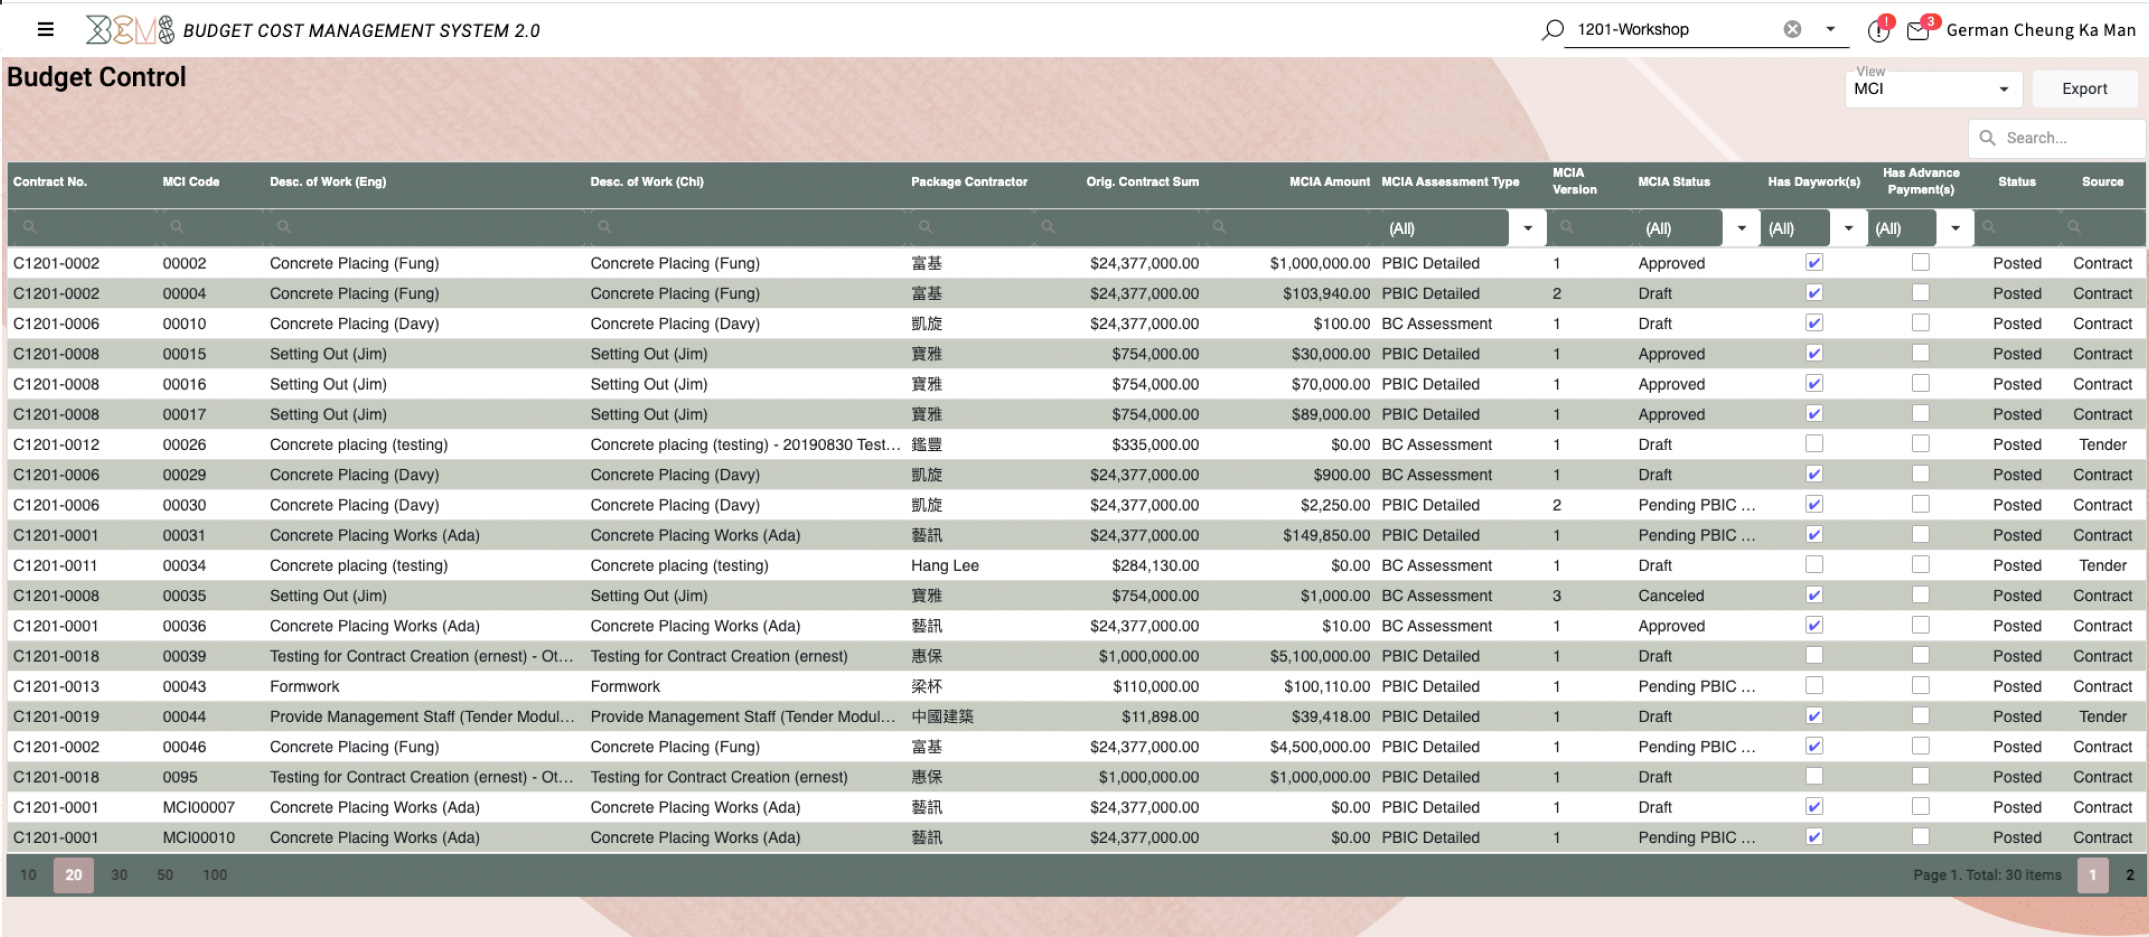 BEMS BUDGET COST MANAGEMENT SYSTEM 2.0 1201-Workshop ! 3 German Cheung Ka Man
Budget Control
View
MCI Export
Search...
Contract No. MCI Code Desc. of Work (Eng) Desc. of Work (Chi) Package Contractor Orig. Contract Sum MCIA Amount MCIA Assessment Type MCIA Version MCIA Status Has Daywork(s) Has Advance Payment(s) Status Source
(All) (All) (All) (All)
C1201-0002 00002 Concrete Placing (Fung) Concrete Placing (Fung) 富基 $24,377,000.00 $1,000,000.00 PBIC Detailed 1 Approved Posted Contract
C1201-0002 00004 Concrete Placing (Fung) Concrete Placing (Fung) 富基 $24,377,000.00 $103,940.00 PBIC Detailed 2 Draft Posted Contract
C1201-0006 00010 Concrete Placing (Davy) Concrete Placing (Davy) 凱旋 $24,377,000.00 $100.00 BC Assessment 1 Draft Posted Contract
C1201-0008 00015 Setting Out (Jim) Setting Out (Jim) 寶雅 $754,000.00 $30,000.00 PBIC Detailed 1 Approved Posted Contract
C1201-0008 00016 Setting Out (Jim) Setting Out (Jim) 寶雅 $754,000.00 $70,000.00 PBIC Detailed 1 Approved Posted Contract
C1201-0008 00017 Setting Out (Jim) Setting Out (Jim) 寶雅 $754,000.00 $89,000.00 PBIC Detailed 1 Approved Posted Contract
C1201-0012 00026 Concrete placing (testing) Concrete placing (testing) - 20190830 Test... 鑑豐 $335,000.00 $0.00 BC Assessment 1 Draft Posted Tender
C1201-0006 00029 Concrete Placing (Davy) Concrete Placing (Davy) 凱旋 $24,377,000.00 $900.00 BC Assessment 1 Draft Posted Contract
C1201-0006 00030 Concrete Placing (Davy) Concrete Placing (Davy) 凱旋 $24,377,000.00 $2,250.00 PBIC Detailed 2 Pending PBIC ... Posted Contract
C1201-0001 00031 Concrete Placing Works (Ada) Concrete Placing Works (Ada) 藝訊 $24,377,000.00 $149,850.00 PBIC Detailed 1 Pending PBIC ... Posted Contract
C1201-0011 00034 Concrete placing (testing) Concrete placing (testing) Hang Lee $284,130.00 $0.00 BC Assessment 1 Draft Posted Tender
C1201-0008 00035 Setting Out (Jim) Setting Out (Jim) 寶雅 $754,000.00 $1,000.00 BC Assessment 3 Canceled Posted Contract
C1201-0001 00036 Concrete Placing Works (Ada) Concrete Placing Works (Ada) 藝訊 $24,377,000.00 $10.00 BC Assessment 1 Approved Posted Contract
C1201-0018 00039 Testing for Contract Creation (ernest) - Ot... Testing for Contract Creation (ernest) 惠保 $1,000,000.00 $5,100,000.00 PBIC Detailed 1 Draft Posted Contract
C1201-0013 00043 Formwork Formwork 梁杯 $110,000.00 $100,110.00 PBIC Detailed 1 Pending PBIC ... Posted Contract
C1201-0019 00044 Provide Management Staff (Tender Modul... Provide Management Staff (Tender Modul... 中國建築 $11,898.00 $39,418.00 PBIC Detailed 1 Draft Posted Tender
C1201-0002 00046 Concrete Placing (Fung) Concrete Placing (Fung) 富基 $24,377,000.00 $4,500,000.00 PBIC Detailed 1 Pending PBIC ... Posted Contract
C1201-0018 0095 Testing for Contract Creation (ernest) - Ot... Testing for Contract Creation (ernest) 惠保 $1,000,000.00 $1,000,000.00 PBIC Detailed 1 Draft Posted Contract
C1201-0001 MCI00007 Concrete Placing Works (Ada) Concrete Placing Works (Ada) 藝訊 $24,377,000.00 $0.00 PBIC Detailed 1 Draft Posted Contract
C1201-0001 MCI00010 Concrete Placing Works (Ada) Concrete Placing Works (Ada) 藝訊 $24,377,000.00 $0.00 PBIC Detailed 1 Pending PBIC ... Posted Contract
10 20 30 50 100 Page 1. Total: 30 items 1 2